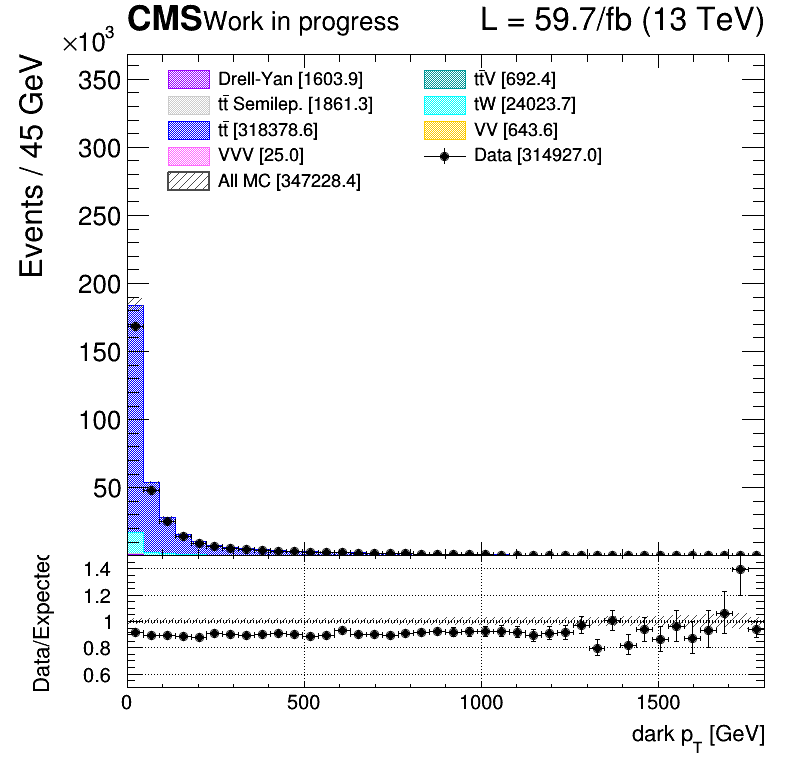 CMS Work in progress L = 59.7/fb (13 TeV)
×10³
Events / 45 GeV
350
300
250
200
150
100
50
Drell-Yan [1603.9]
tt̄ Semilep. [1861.3]
tt̄ [318378.6]
VVV [25.0]
All MC [347228.4]
tt̄V [692.4]
tW [24023.7]
VV [643.6]
Data [314927.0]
Data/Expected
1.4
1.2
1
0.8
0.6
0 500 1000 1500
dark p_T [GeV]